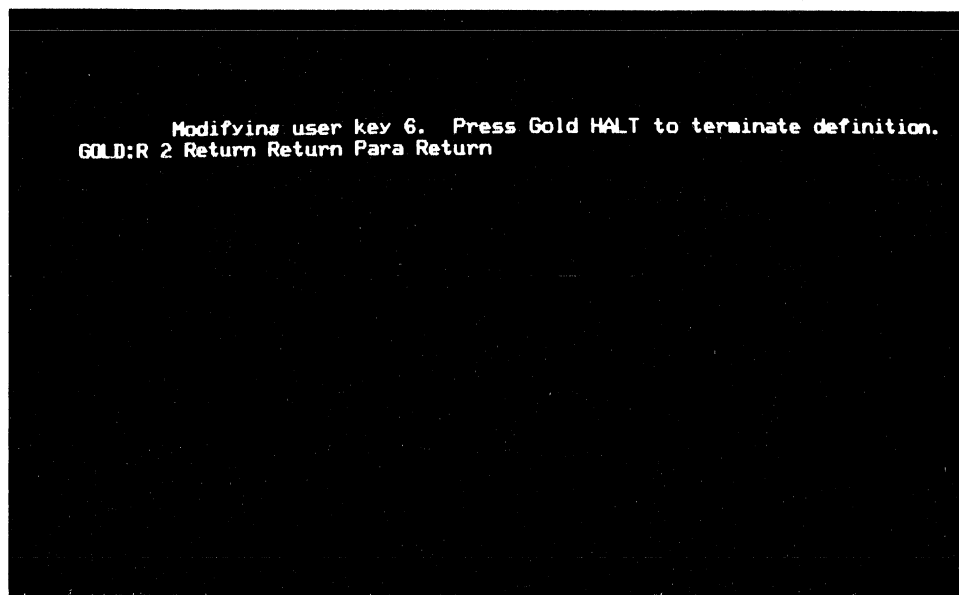 Modifying user key 6.  Press Gold HALT to terminate definition.
GOLD:R 2 Return Return Para Return